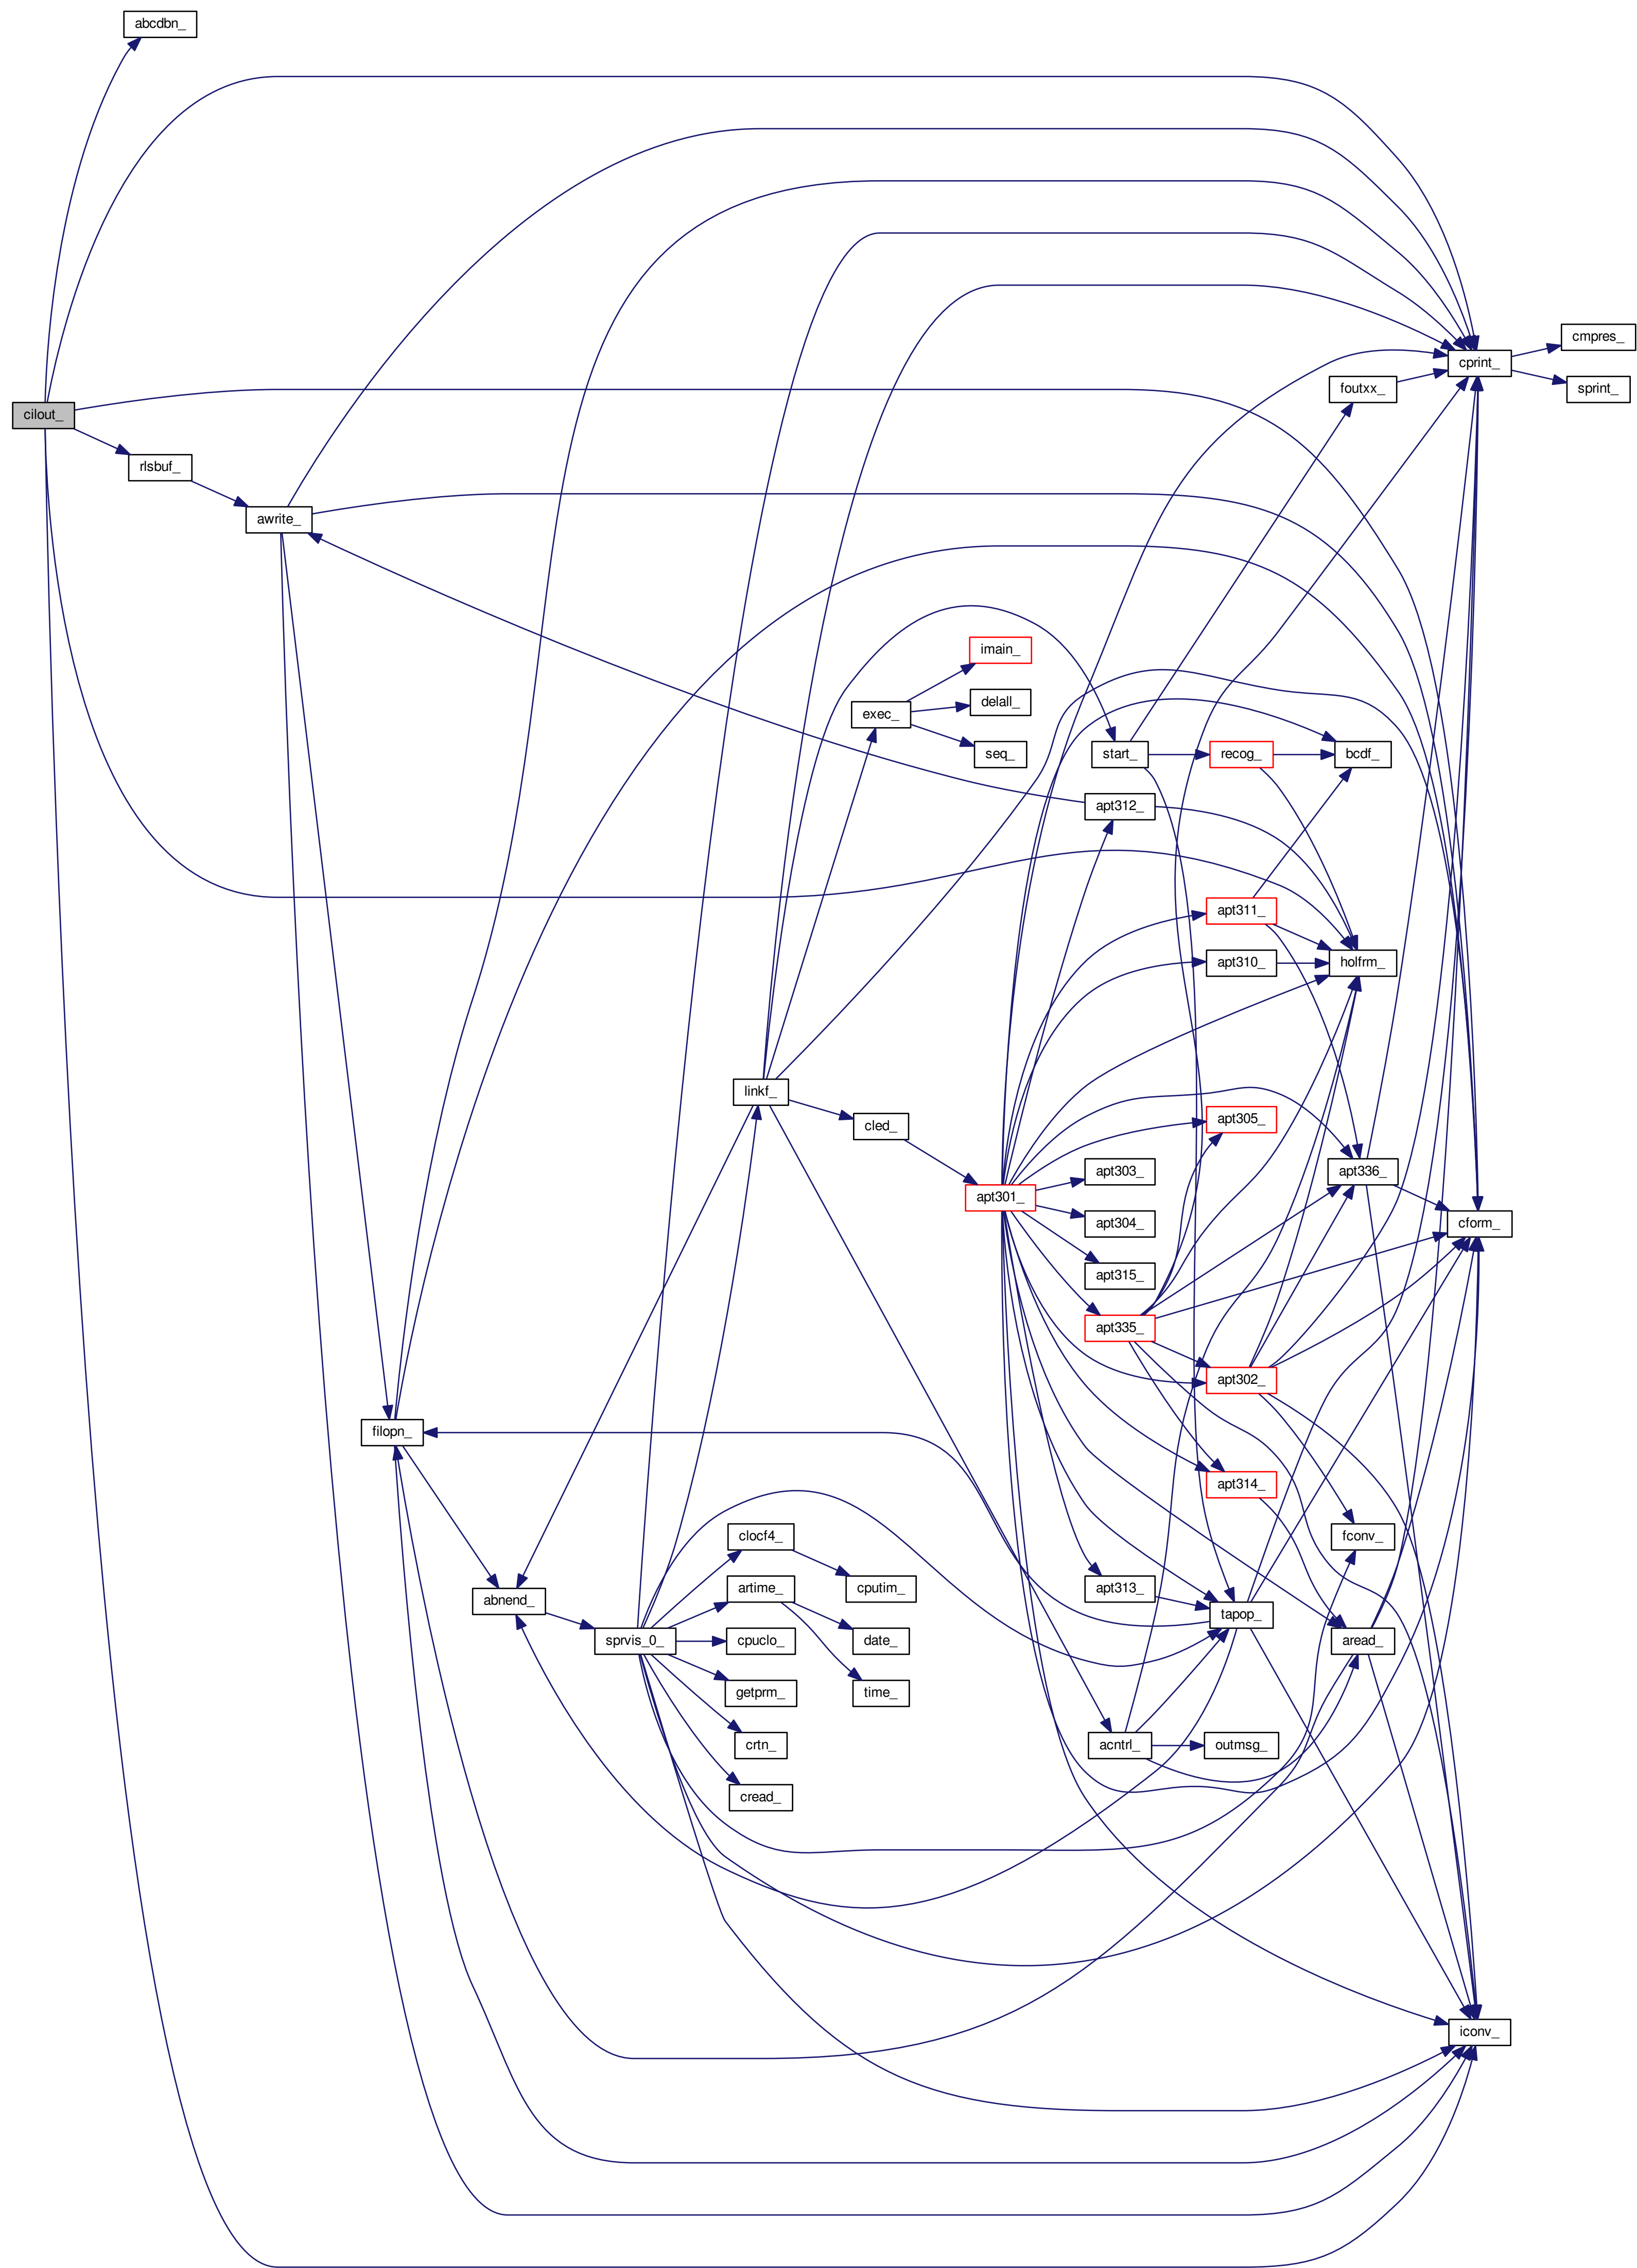 abcdbn_
cmpres_
cprint_
foutxx_
sprint_
cilout_
rlsbuf_
awrite_
imain_
delall_
exec_
seq_
start_
recog_
bcdf_
apt312_
apt311_
apt310_
holfrm_
linkf_
cled_
apt305_
apt303_
apt336_
apt301_
apt304_
cform_
apt315_
apt335_
apt302_
filopn_
apt314_
clocf4_
fconv_
artime_
cputim_
apt313_
abnend_
tapop_
sprvis_0_
cpuclo_
date_
aread_
getprm_
time_
crtn_
acntrl_
outmsg_
cread_
iconv_